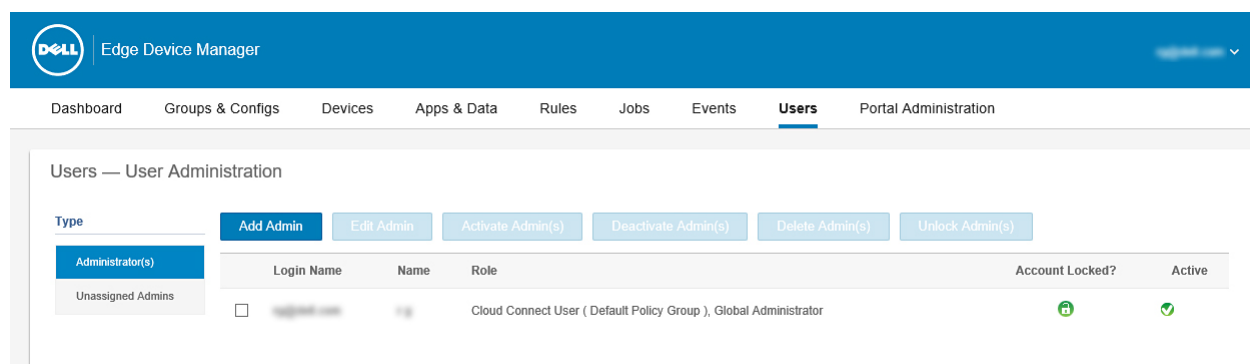 DELL Edge Device Manager
Dashboard Groups & Configs Devices Apps & Data Rules Jobs Events Users Portal Administration
Users — User Administration
Type
Add Admin Edit Admin Activate Admin(s) Deactivate Admin(s) Delete Admin(s) Unlock Admin(s)
Administrator(s)
Unassigned Admins
Login Name Name Role Account Locked? Active
Cloud Connect User ( Default Policy Group ), Global Administrator